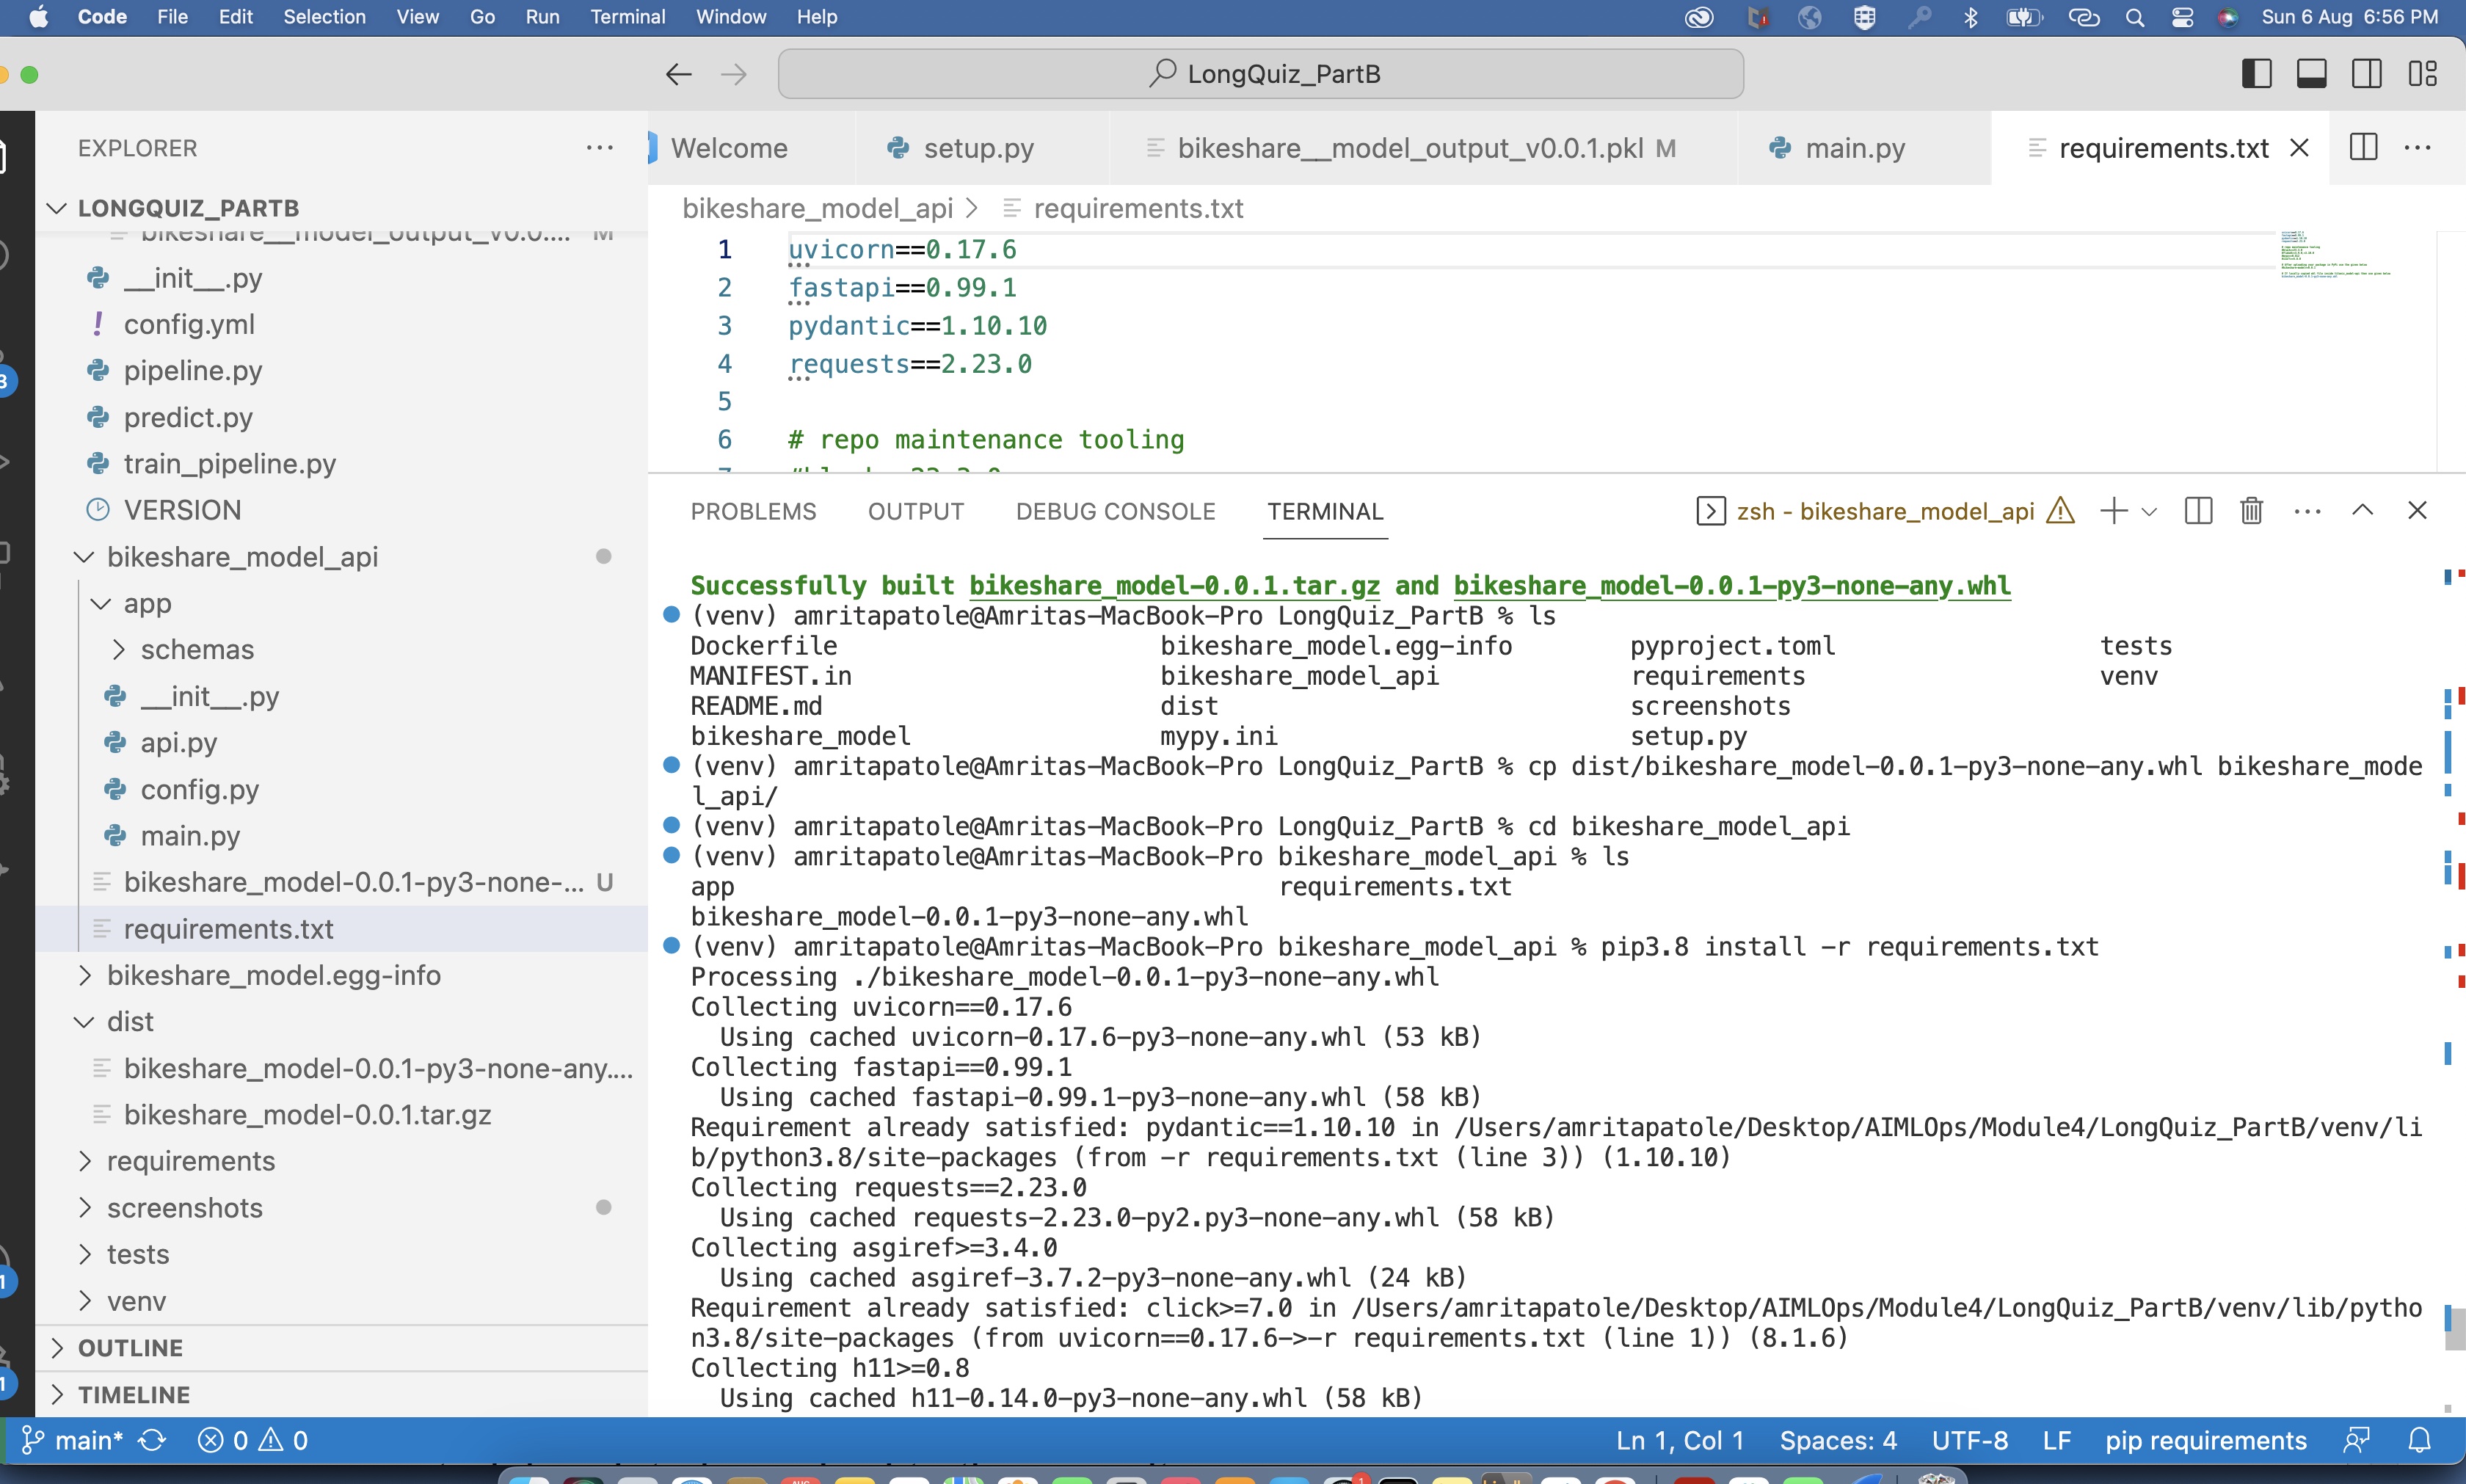 Code File Edit Selection View Go Run Terminal Window Help Sun 6 Aug 6:56 PM
LongQuiz_PartB
EXPLORER
LONGQUIZ_PARTB
bikeshare__model_output_v0.0.... M
__init__.py
config.yml
pipeline.py
predict.py
train_pipeline.py
VERSION
bikeshare_model_api
app
schemas
__init__.py
api.py
config.py
main.py
bikeshare_model-0.0.1-py3-none-... U
requirements.txt
bikeshare_model.egg-info
dist
bikeshare_model-0.0.1-py3-none-any....
bikeshare_model-0.0.1.tar.gz
requirements
screenshots
tests
venv
OUTLINE
TIMELINE
Welcome setup.py bikeshare__model_output_v0.0.1.pkl M main.py requirements.txt
bikeshare_model_api > requirements.txt
1 uvicorn==0.17.6
2 fastapi==0.99.1
3 pydantic==1.10.10
4 requests==2.23.0
5
6 # repo maintenance tooling
PROBLEMS OUTPUT DEBUG CONSOLE TERMINAL zsh - bikeshare_model_api
Successfully built bikeshare_model-0.0.1.tar.gz and bikeshare_model-0.0.1-py3-none-any.whl
(venv) amritapatole@Amritas-MacBook-Pro LongQuiz_PartB % ls
Dockerfile bikeshare_model.egg-info pyproject.toml tests
MANIFEST.in bikeshare_model_api requirements venv
README.md dist screenshots
bikeshare_model mypy.ini setup.py
(venv) amritapatole@Amritas-MacBook-Pro LongQuiz_PartB % cp dist/bikeshare_model-0.0.1-py3-none-any.whl bikeshare_mode
l_api/
(venv) amritapatole@Amritas-MacBook-Pro LongQuiz_PartB % cd bikeshare_model_api
(venv) amritapatole@Amritas-MacBook-Pro bikeshare_model_api % ls
app requirements.txt
bikeshare_model-0.0.1-py3-none-any.whl
(venv) amritapatole@Amritas-MacBook-Pro bikeshare_model_api % pip3.8 install -r requirements.txt
Processing ./bikeshare_model-0.0.1-py3-none-any.whl
Collecting uvicorn==0.17.6
Using cached uvicorn-0.17.6-py3-none-any.whl (53 kB)
Collecting fastapi==0.99.1
Using cached fastapi-0.99.1-py3-none-any.whl (58 kB)
Requirement already satisfied: pydantic==1.10.10 in /Users/amritapatole/Desktop/AIMLOps/Module4/LongQuiz_PartB/venv/li
b/python3.8/site-packages (from -r requirements.txt (line 3)) (1.10.10)
Collecting requests==2.23.0
Using cached requests-2.23.0-py2.py3-none-any.whl (58 kB)
Collecting asgiref>=3.4.0
Using cached asgiref-3.7.2-py3-none-any.whl (24 kB)
Requirement already satisfied: click>=7.0 in /Users/amritapatole/Desktop/AIMLOps/Module4/LongQuiz_PartB/venv/lib/pytho
n3.8/site-packages (from uvicorn==0.17.6->-r requirements.txt (line 1)) (8.1.6)
Collecting h11>=0.8
Using cached h11-0.14.0-py3-none-any.whl (58 kB)
main* 0 0 Ln 1, Col 1 Spaces: 4 UTF-8 LF pip requirements